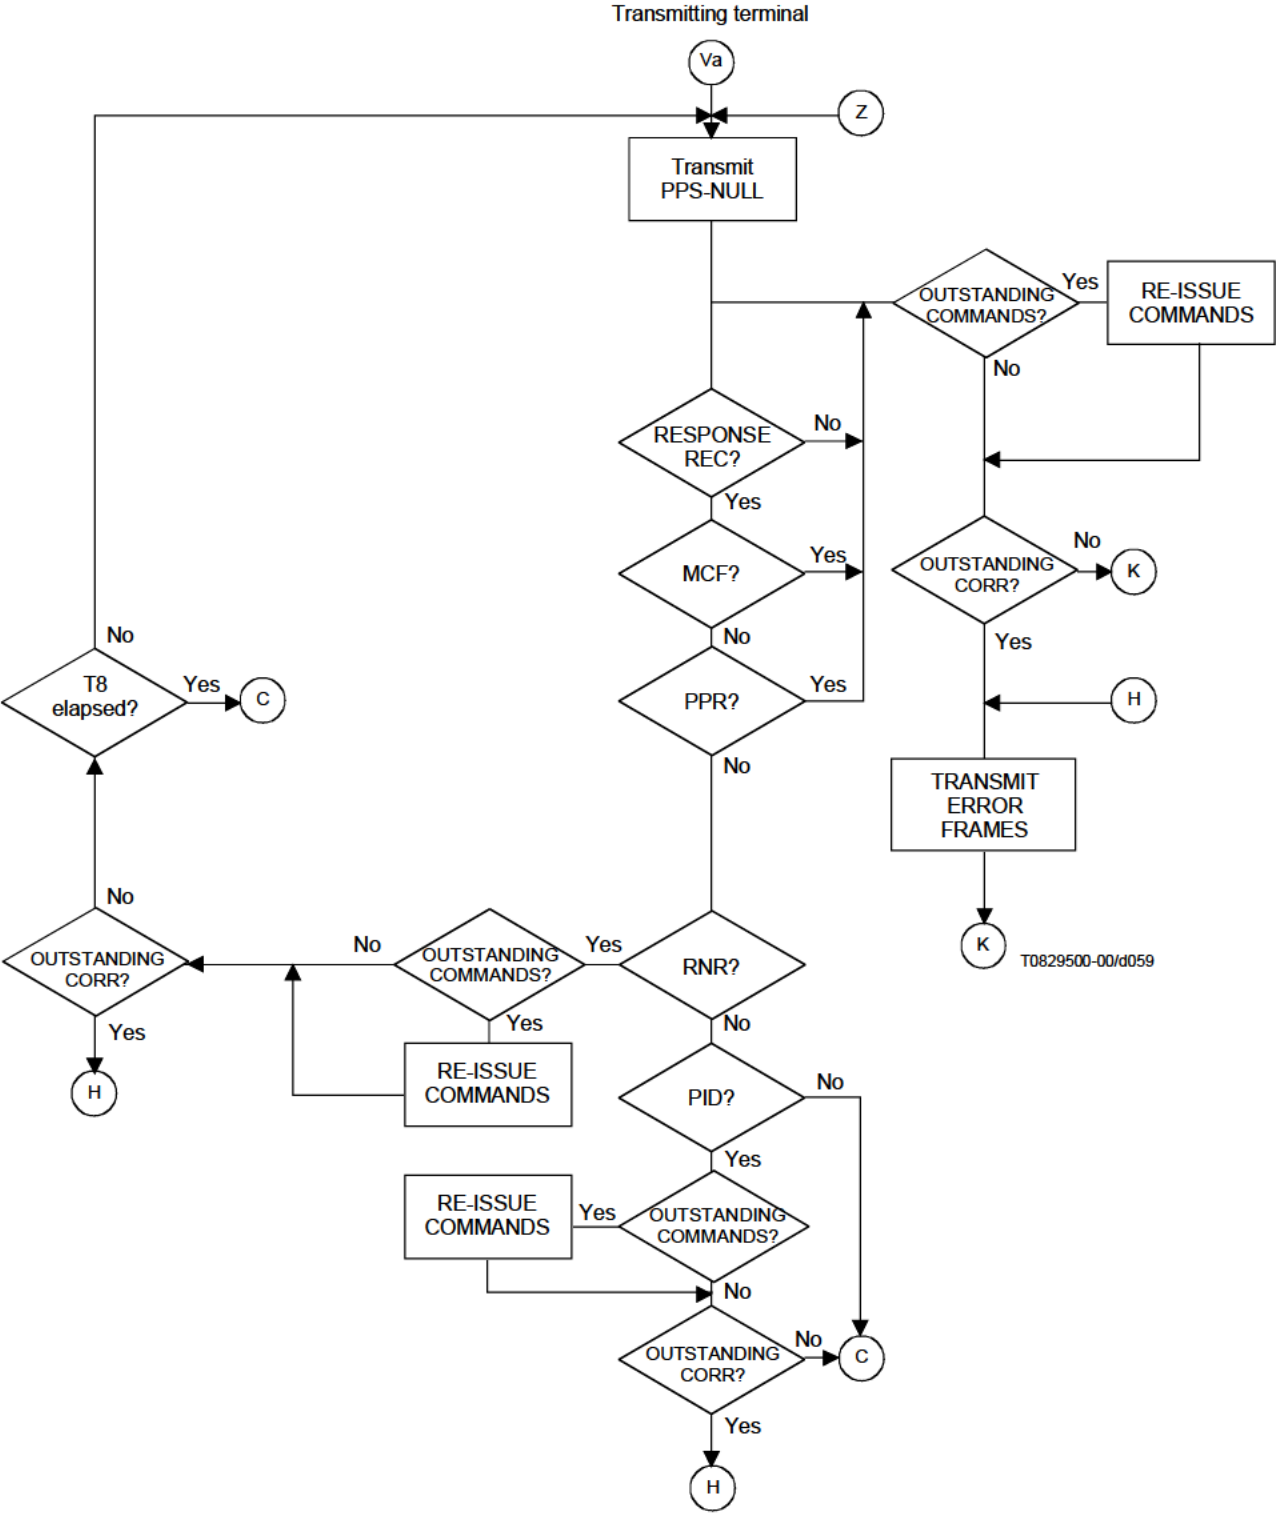 Transmitting terminal
Va
Z
Transmit
PPS-NULL
OUTSTANDING
COMMANDS?
Yes
RE-ISSUE
COMMANDS
No
RESPONSE
REC?
No
Yes
MCF?
Yes
No
OUTSTANDING
CORR?
No
K
Yes
PPR?
Yes
No
H
TRANSMIT
ERROR
FRAMES
K
T0829500-00/d059
No
T8
elapsed?
Yes
C
No
OUTSTANDING
CORR?
Yes
H
No
OUTSTANDING
COMMANDS?
Yes
Yes
RE-ISSUE
COMMANDS
RNR?
No
PID?
No
Yes
RE-ISSUE
COMMANDS
Yes
OUTSTANDING
COMMANDS?
No
OUTSTANDING
CORR?
No
C
Yes
H